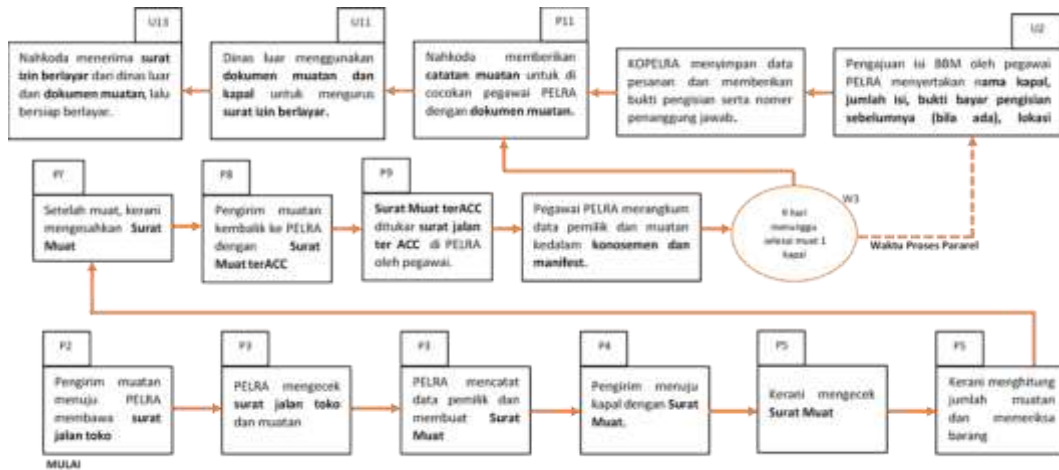 U13
Nahkoda menerima surat
izin berlayar dari dinas luar
dan dokumen muatan, lalu
bersiap berlayar.
U11
Dinas luar menggunakan
dokumen muatan dan
kapal untuk mengurus
surat izin berlayar.
P11
Nahkoda memberikan
catatan muatan untuk di
cocokan pegawai PELRA
dengan dokumen muatan.
KOPELRA menyimpan data
pesanan dan memberikan
bukti pengisian serta nomer
penanggung jawab.
U2
Pengajuan isi BBM oleh pegawai
PELRA menyertakan nama kapal,
jumlah isi, bukti bayar pengisian
sebelumnya (bila ada), lokasi
P7
Setelah muat, kerani
mengesahkan Surat
Muat
P8
Pengirim muatan
kembalik ke PELRA
dengan Surat
Muat terACC
P9
Surat Muat terACC
ditukar surat jalan
ter ACC di PELRA
oleh pegawai.
Pegawai PELRA merangkum
data pemilik dan muatan
kedalam konosemen dan
manifest.
W3
hari
menunggu
selesai muat 1
kapal
Waktu Proses Pararel
P2
Pengirim muatan
menuju PELRA
membawa surat
jalan toko
MULAI
P3
PELRA mengecek
surat jalan toko
dan muatan
P3
PELRA mencatat
data pemilik dan
membuat Surat
Muat
P4
Pengirim menuju
kapal dengan Surat
Muat.
P5
Kerani mengecek
Surat Muat
P5
Kerani menghitung
jumlah muatan
dan memeriksa
barang